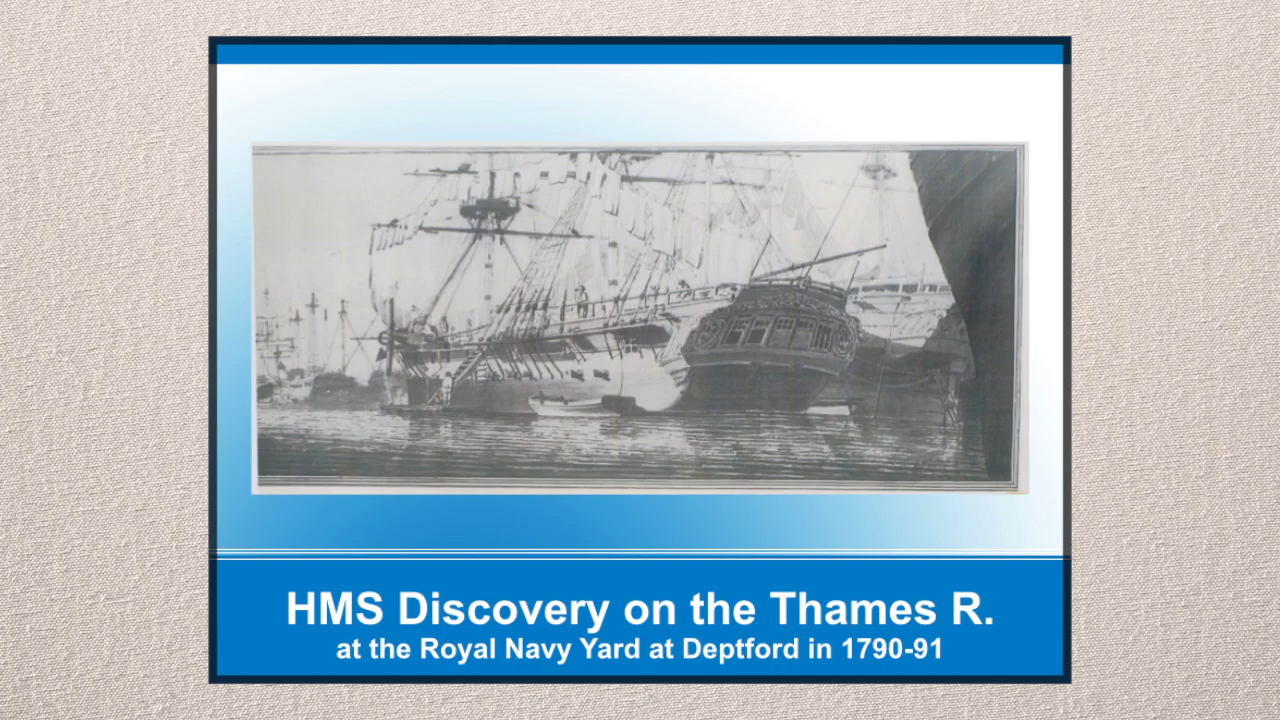 HMS Discovery on the Thames R.
at the Royal Navy Yard at Deptford in 1790-91